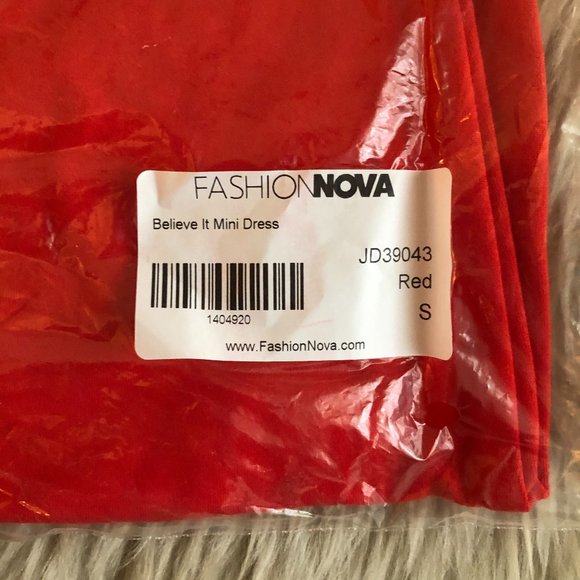 FASHIONNOVA
Believe It Mini Dress
JD39043
Red
S
1404920
www.FashionNova.com